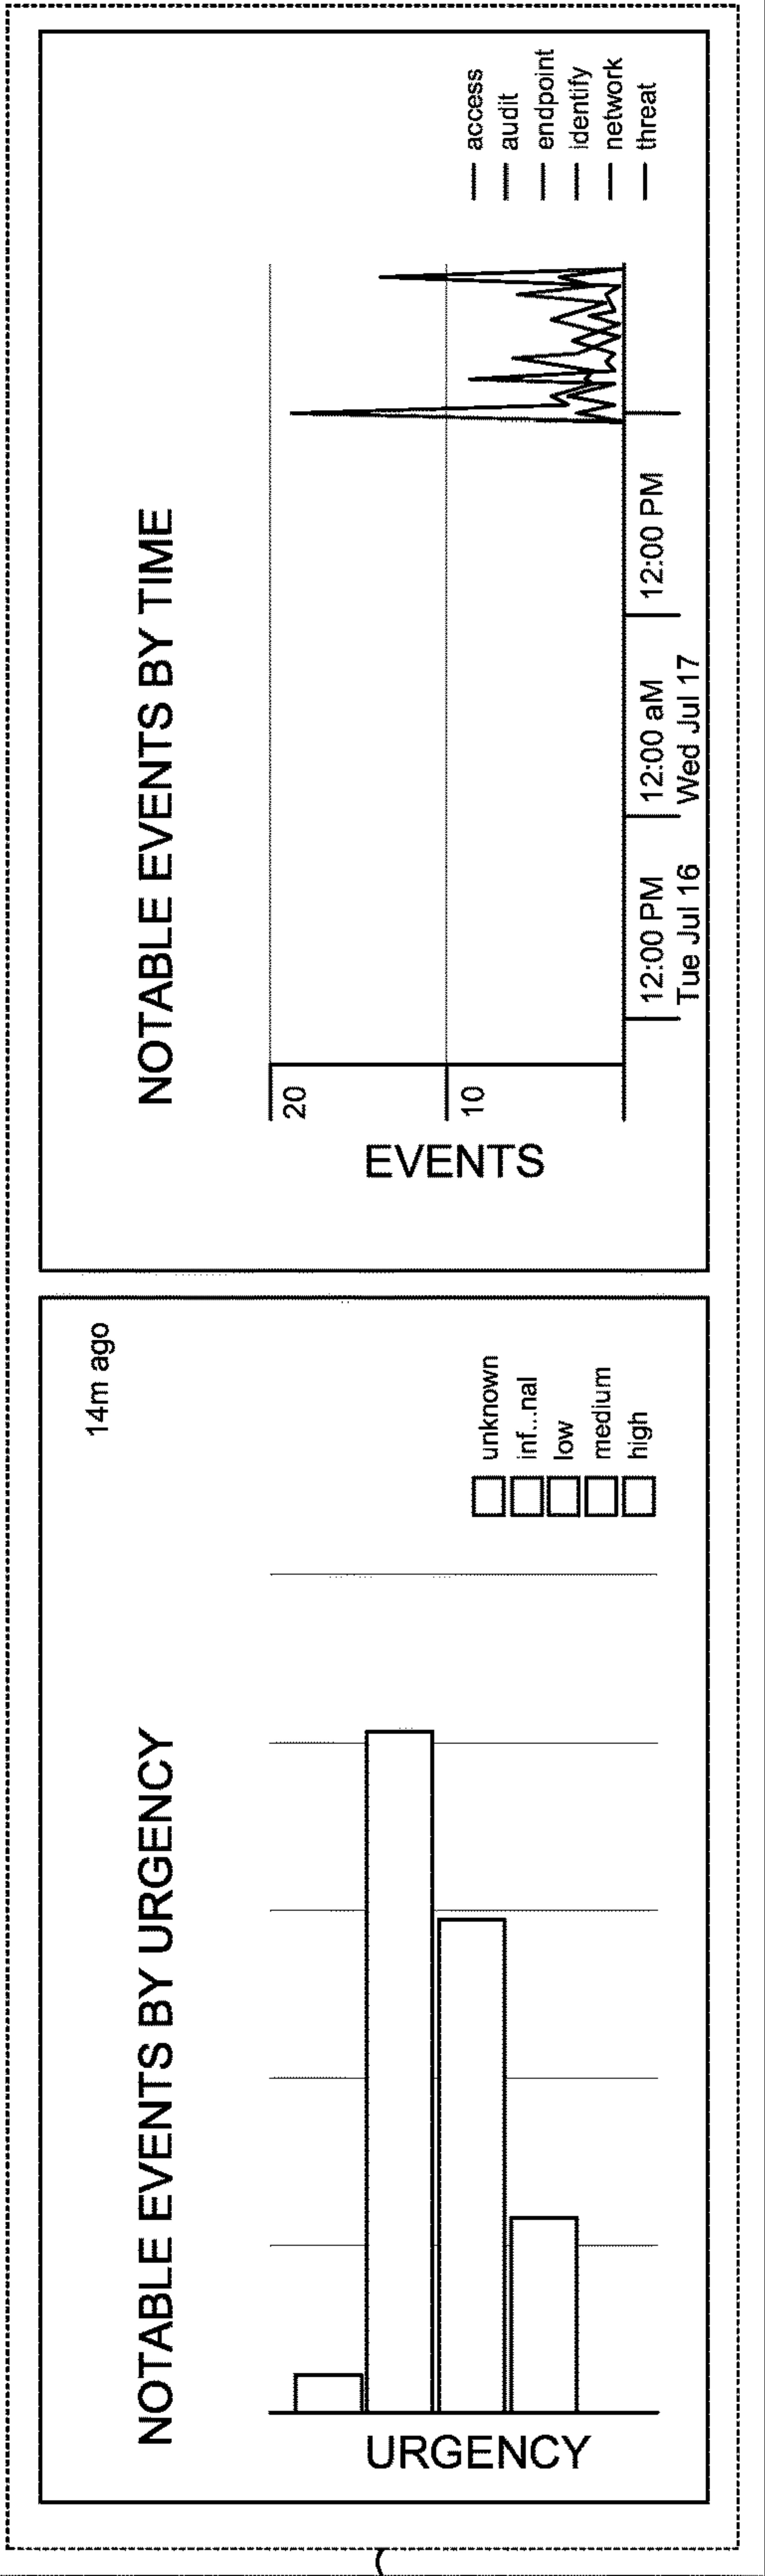 NOTABLE EVENTS BY URGENCY
14m ago
URGENCY
unknown
inf...nal
low
medium
high
NOTABLE EVENTS BY TIME
EVENTS
20
10
12:00 PM
Tue Jul 16
12:00 aM
Wed Jul 17
12:00 PM
access
audit
endpoint
identify
network
threat